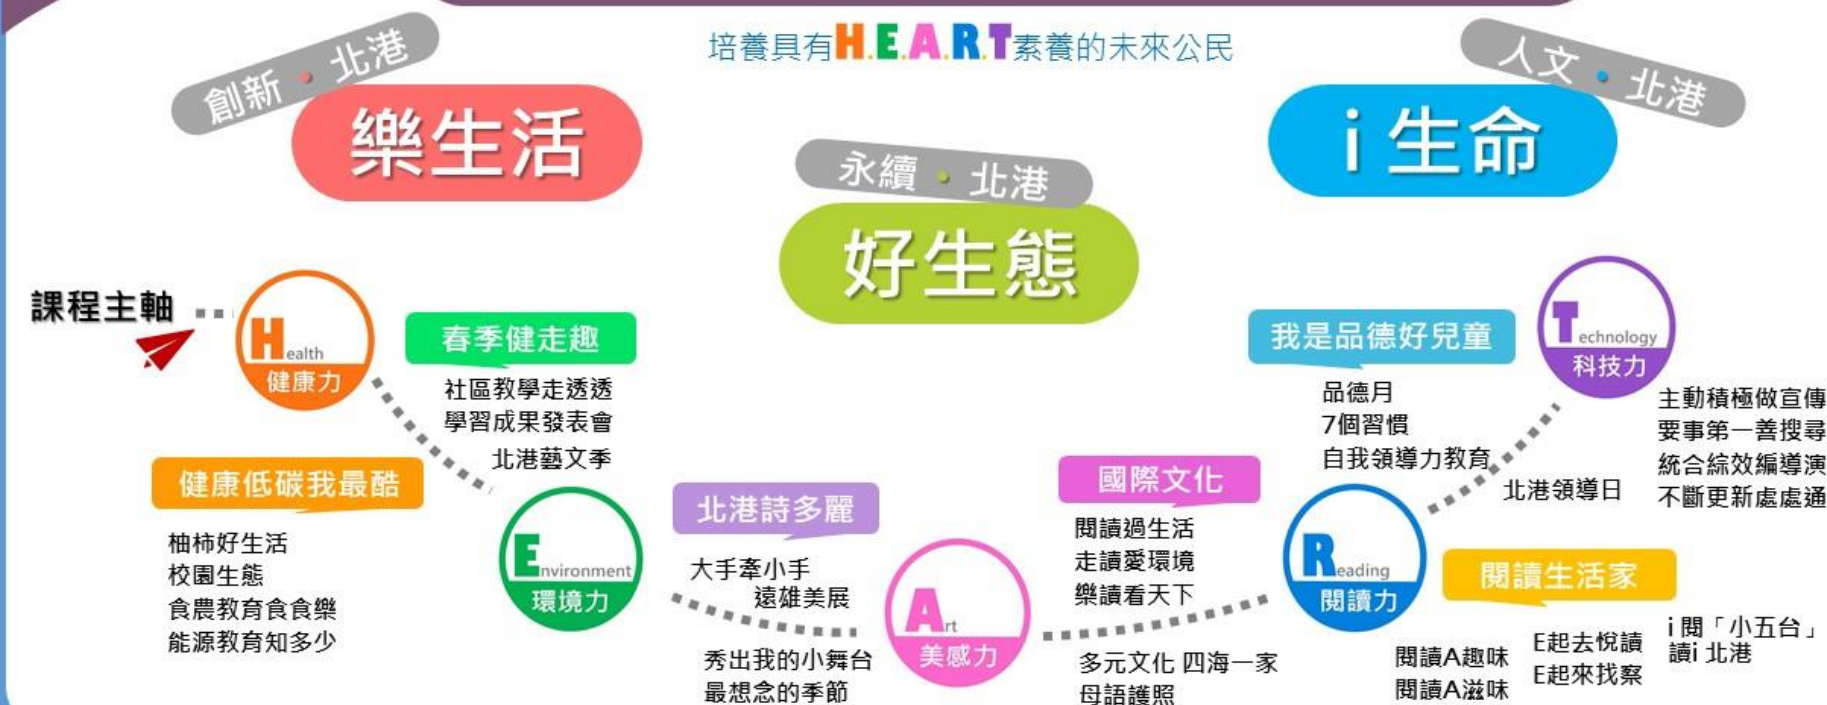 培養具有H.E.A.R.T素養的未來公民
創新・北港
樂生活
永續・北港
好生態
人文・北港
i 生命
課程主軸
Health
健康力
春季健走趣
社區教學走透透
學習成果發表會
北港藝文季
健康低碳我最酷
柚柿好生活
校園生態
食農教育食食樂
能源教育知多少
Environment
環境力
北港詩多麗
大手牽小手
遠雄美展
秀出我的小舞台
最想念的季節
Art
美感力
國際文化
閱讀過生活
走讀愛環境
樂讀看天下
多元文化 四海一家
母語護照
Reading
閱讀力
我是品德好兒童
品德月
7個習慣
自我領導力教育
北港領導日
閱讀生活家
閱讀A趣味
閱讀A滋味
E起去悅讀
E起來找察
i 閱「小五台」
讀i 北港
Technology
科技力
主動積極做宣傳
要事第一善搜尋
統合綜效編導演
不斷更新處處通